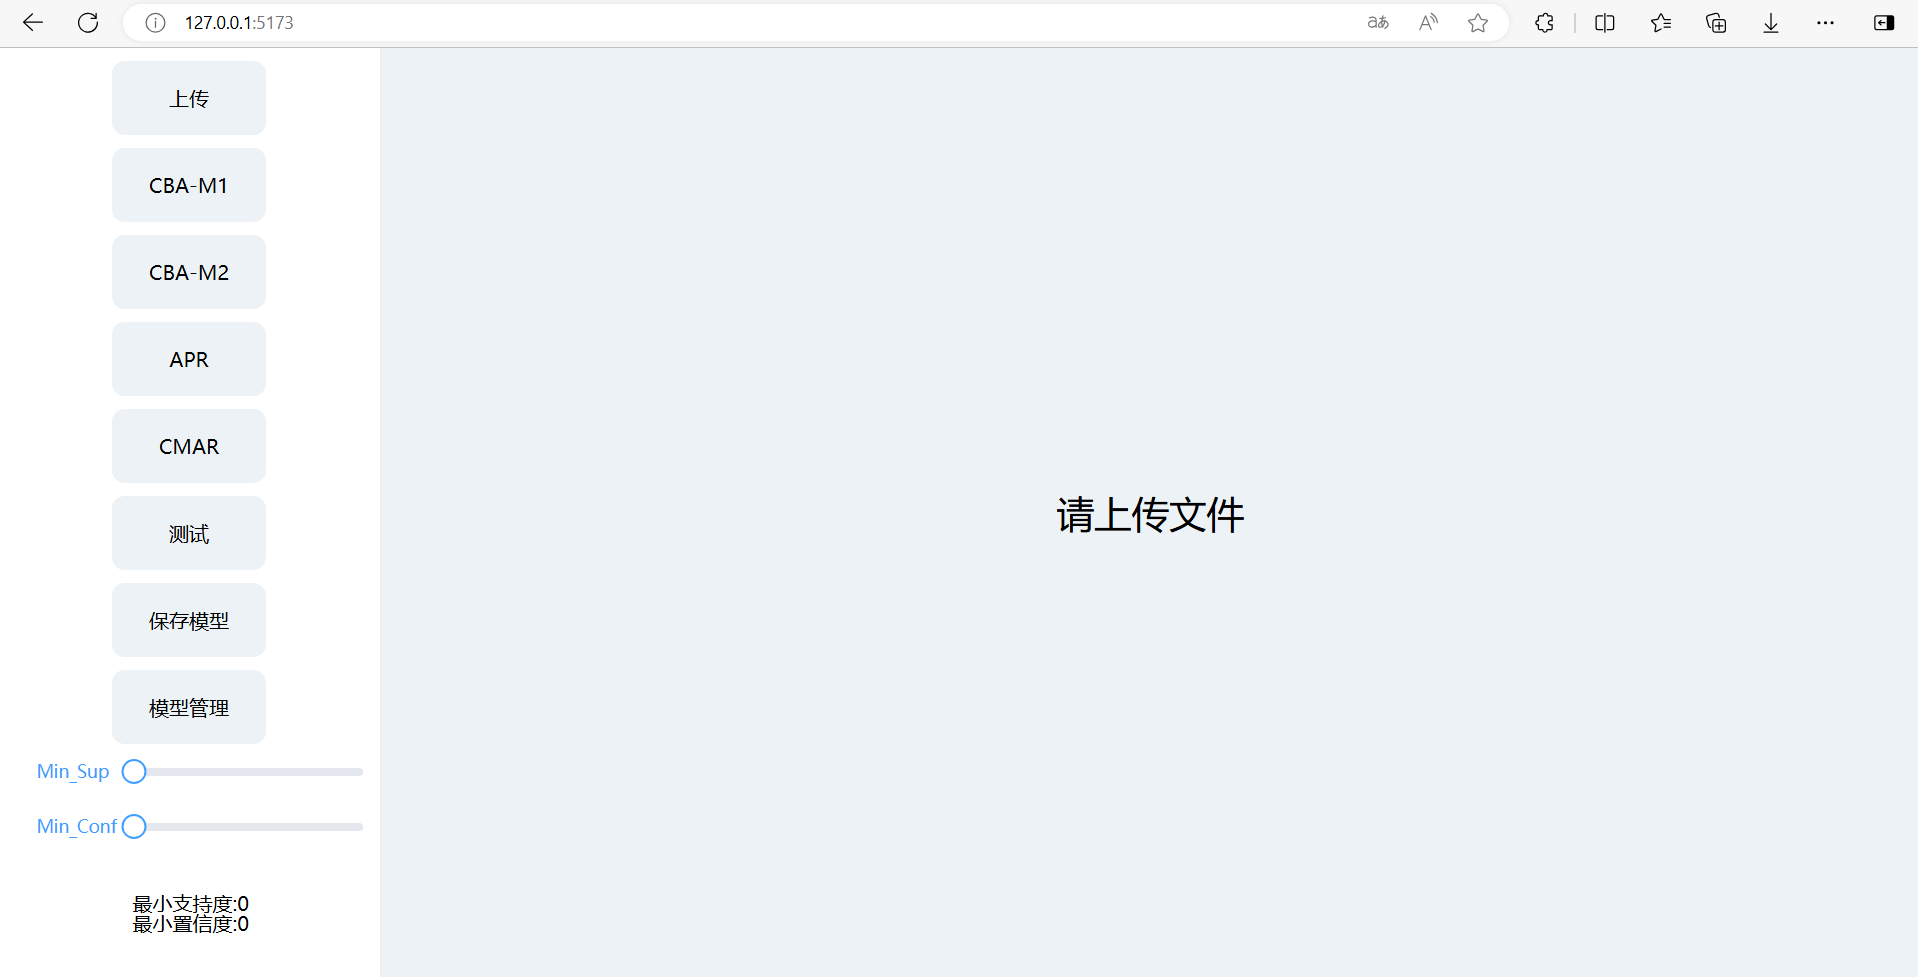 127.0.0.1:5173
上传
CBA-M1
CBA-M2
APR
CMAR
测试
保存模型
模型管理
Min_Sup
Min_Conf
最小支持度:0
最小置信度:0
请上传文件